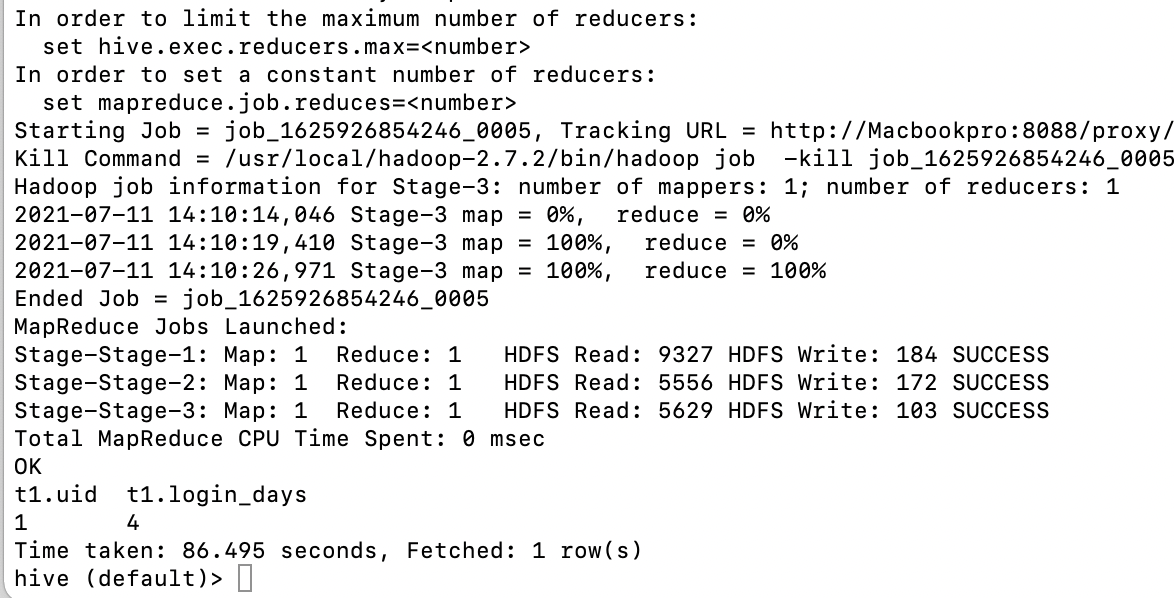 In order to limit the maximum number of reducers:
  set hive.exec.reducers.max=<number>
In order to set a constant number of reducers:
  set mapreduce.job.reduces=<number>
Starting Job = job_1625926854246_0005, Tracking URL = http://Macbookpro:8088/proxy/
Kill Command = /usr/local/hadoop-2.7.2/bin/hadoop job  -kill job_1625926854246_0005
Hadoop job information for Stage-3: number of mappers: 1; number of reducers: 1
2021-07-11 14:10:14,046 Stage-3 map = 0%,  reduce = 0%
2021-07-11 14:10:19,410 Stage-3 map = 100%,  reduce = 0%
2021-07-11 14:10:26,971 Stage-3 map = 100%,  reduce = 100%
Ended Job = job_1625926854246_0005
MapReduce Jobs Launched:
Stage-Stage-1: Map: 1  Reduce: 1   HDFS Read: 9327 HDFS Write: 184 SUCCESS
Stage-Stage-2: Map: 1  Reduce: 1   HDFS Read: 5556 HDFS Write: 172 SUCCESS
Stage-Stage-3: Map: 1  Reduce: 1   HDFS Read: 5629 HDFS Write: 103 SUCCESS
Total MapReduce CPU Time Spent: 0 msec
OK
t1.uid  t1.login_days
1       4
Time taken: 86.495 seconds, Fetched: 1 row(s)
hive (default)>